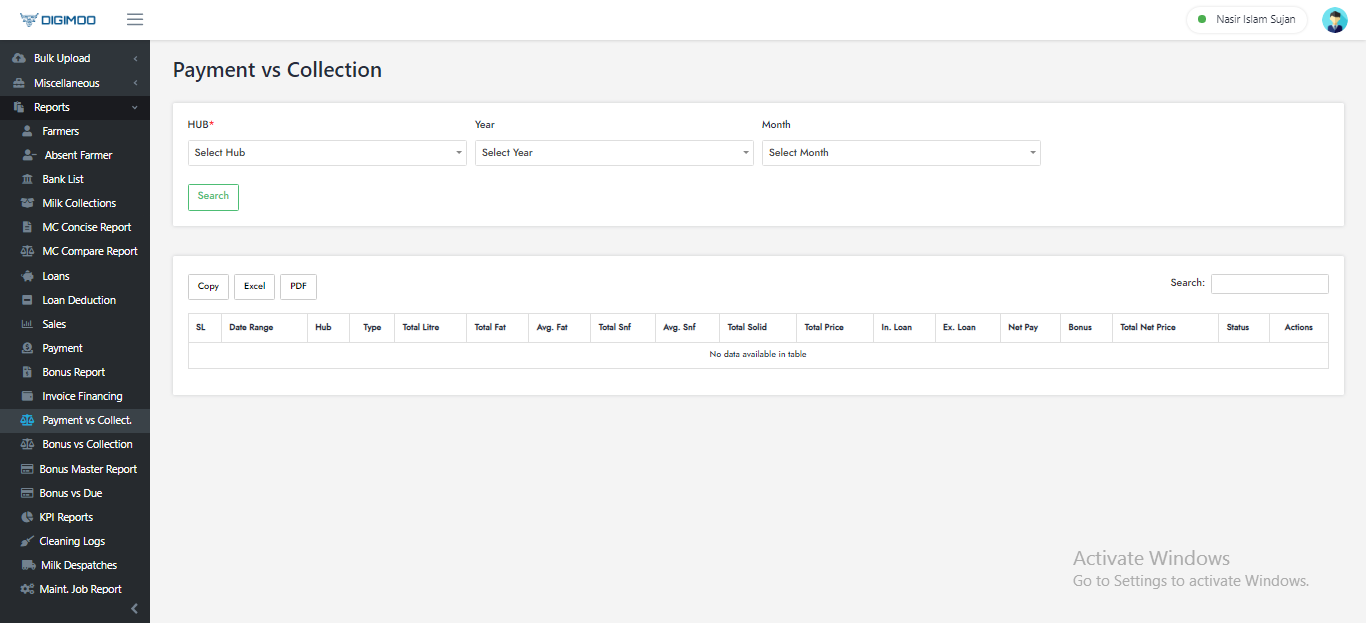 DIGIMOO
Nasir Islam Sujan
Bulk Upload
Miscellaneous
Reports
Farmers
Absent Farmer
Bank List
Milk Collections
MC Concise Report
MC Compare Report
Loans
Loan Deduction
Sales
Payment
Bonus Report
Invoice Financing
Payment vs Collect.
Bonus vs Collection
Bonus Master Report
Bonus vs Due
KPI Reports
Cleaning Logs
Milk Despatches
Maint. Job Report
Payment vs Collection
HUB* Year Month
Select Hub Select Year Select Month
Search
Copy Excel PDF Search:
SL Date Range Hub Type Total Litre Total Fat Avg. Fat Total Snf Avg. Snf Total Solid Total Price In. Loan Ex. Loan Net Pay Bonus Total Net Price Status Actions
No data available in table
Activate Windows
Go to Settings to activate Windows.